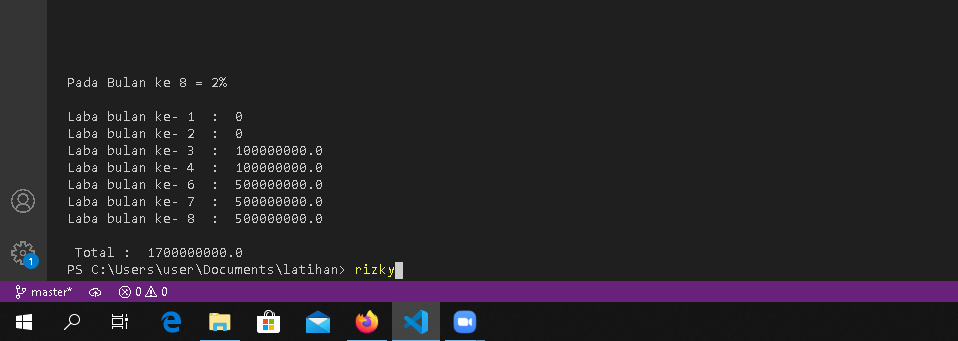 Pada Bulan ke 8 = 2%
Laba bulan ke- 1  :  0
Laba bulan ke- 2  :  0
Laba bulan ke- 3  :  100000000.0
Laba bulan ke- 4  :  100000000.0
Laba bulan ke- 6  :  500000000.0
Laba bulan ke- 7  :  500000000.0
Laba bulan ke- 8  :  500000000.0
Total :  1700000000.0
PS C:\Users\user\Documents\latihan> rizky
1
master* 0 0